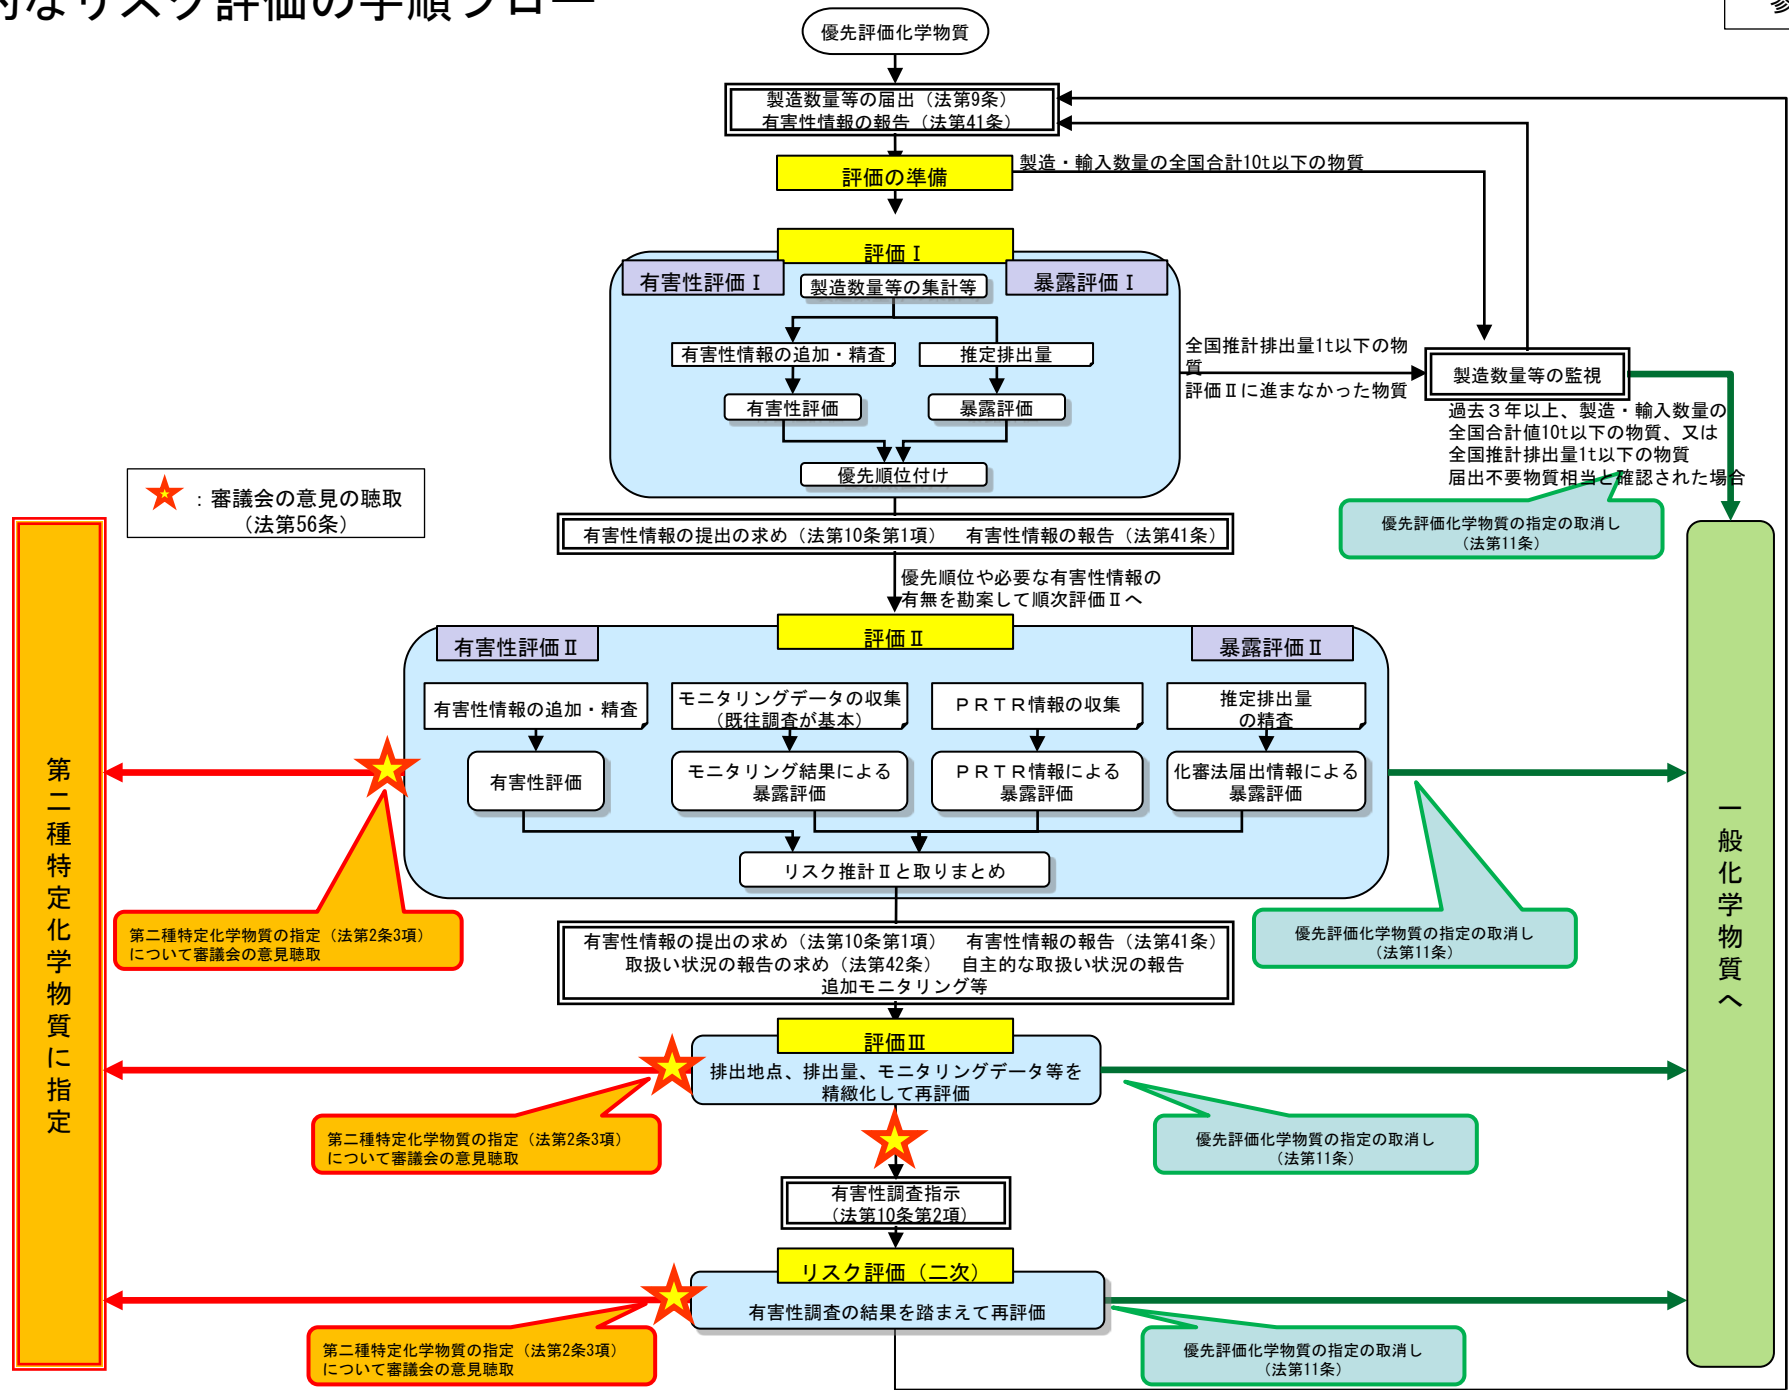 的なリスク評価の手順フロー
優先評価化学物質
製造数量等の届出（法第9条）
有害性情報の報告（法第41条）
評価の準備
製造・輸入数量の全国合計10t以下の物質
評価Ⅰ
有害性評価Ⅰ
製造数量等の集計等
暴露評価Ⅰ
有害性情報の追加・精査
推定排出量
有害性評価
暴露評価
優先順位付け
全国推計排出量1t以下の物
質
評価Ⅱに進まなかった物質
製造数量等の監視
過去３年以上、製造・輸入数量の
全国合計値10t以下の物質、又は
全国推計排出量1t以下の物質
届出不要物質相当と確認された場合
優先評価化学物質の指定の取消し
（法第11条）
：審議会の意見の聴取
（法第56条）
有害性情報の提出の求め（法第10条第1項）　有害性情報の報告（法第41条）
優先順位や必要な有害性情報の
有無を勘案して順次評価Ⅱへ
評価Ⅱ
有害性評価Ⅱ
暴露評価Ⅱ
有害性情報の追加・精査
モニタリングデータの収集
（既往調査が基本）
ＰＲＴＲ情報の収集
推定排出量
の精査
有害性評価
モニタリング結果による
暴露評価
ＰＲＴＲ情報による
暴露評価
化審法届出情報による
暴露評価
リスク推計Ⅱと取りまとめ
第二種特定化学物質に指定
一般化学物質へ
第二種特定化学物質の指定（法第2条3項）
について審議会の意見聴取
優先評価化学物質の指定の取消し
（法第11条）
有害性情報の提出の求め（法第10条第1項）　有害性情報の報告（法第41条）
取扱い状況の報告の求め（法第42条）　自主的な取扱い状況の報告
追加モニタリング等
評価Ⅲ
排出地点、排出量、モニタリングデータ等を
精緻化して再評価
第二種特定化学物質の指定（法第2条3項）
について審議会の意見聴取
優先評価化学物質の指定の取消し
（法第11条）
有害性調査指示
（法第10条第2項）
リスク評価（二次）
有害性調査の結果を踏まえて再評価
第二種特定化学物質の指定（法第2条3項）
について審議会の意見聴取
優先評価化学物質の指定の取消し
（法第11条）